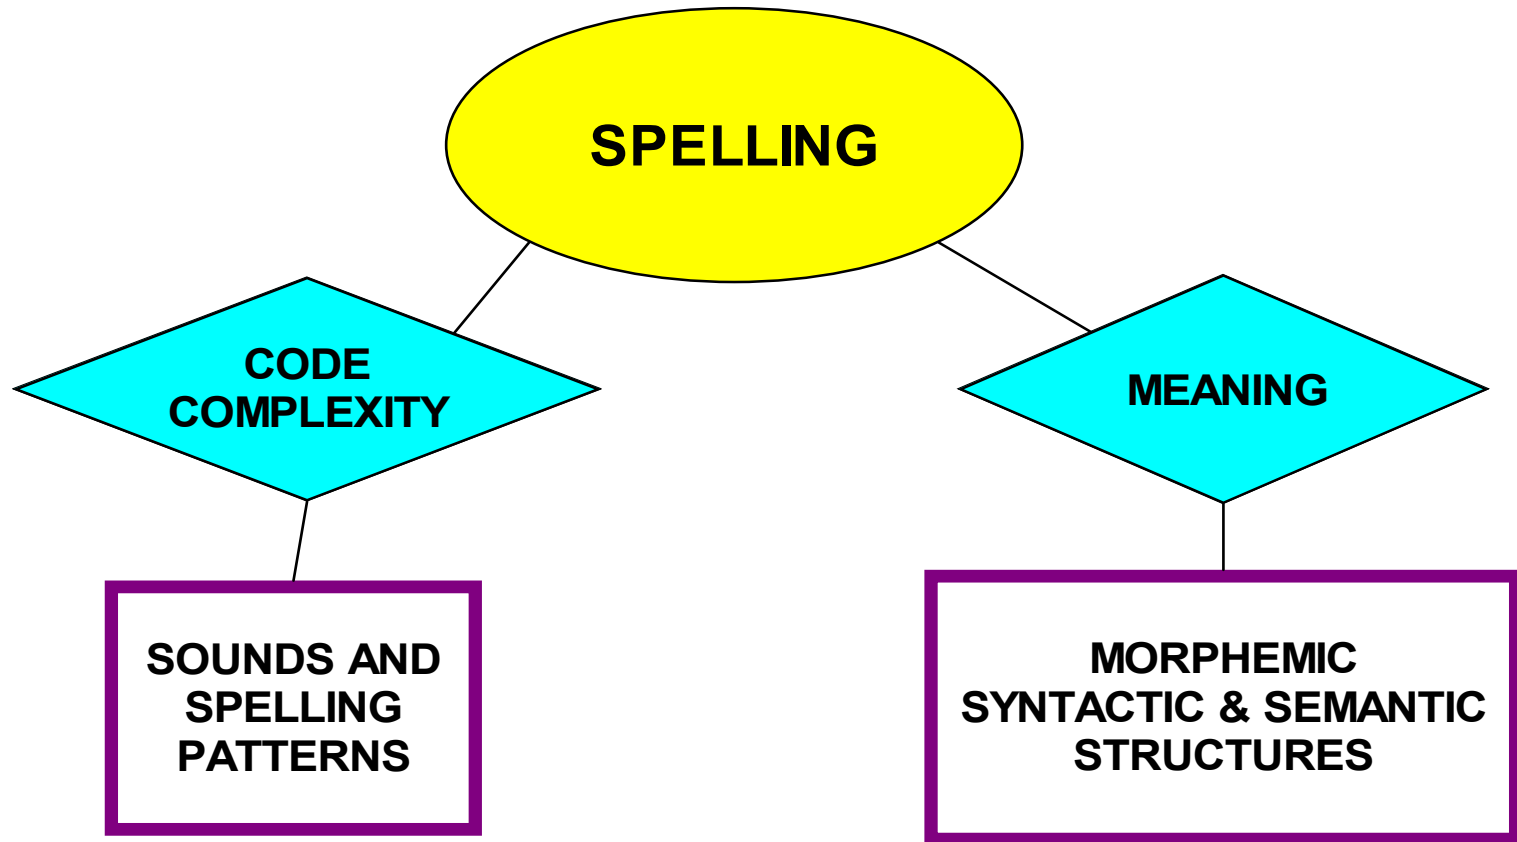 SPELLING
CODE
COMPLEXITY
MEANING
SOUNDS AND
SPELLING
PATTERNS
MORPHEMIC
SYNTACTIC & SEMANTIC
STRUCTURES